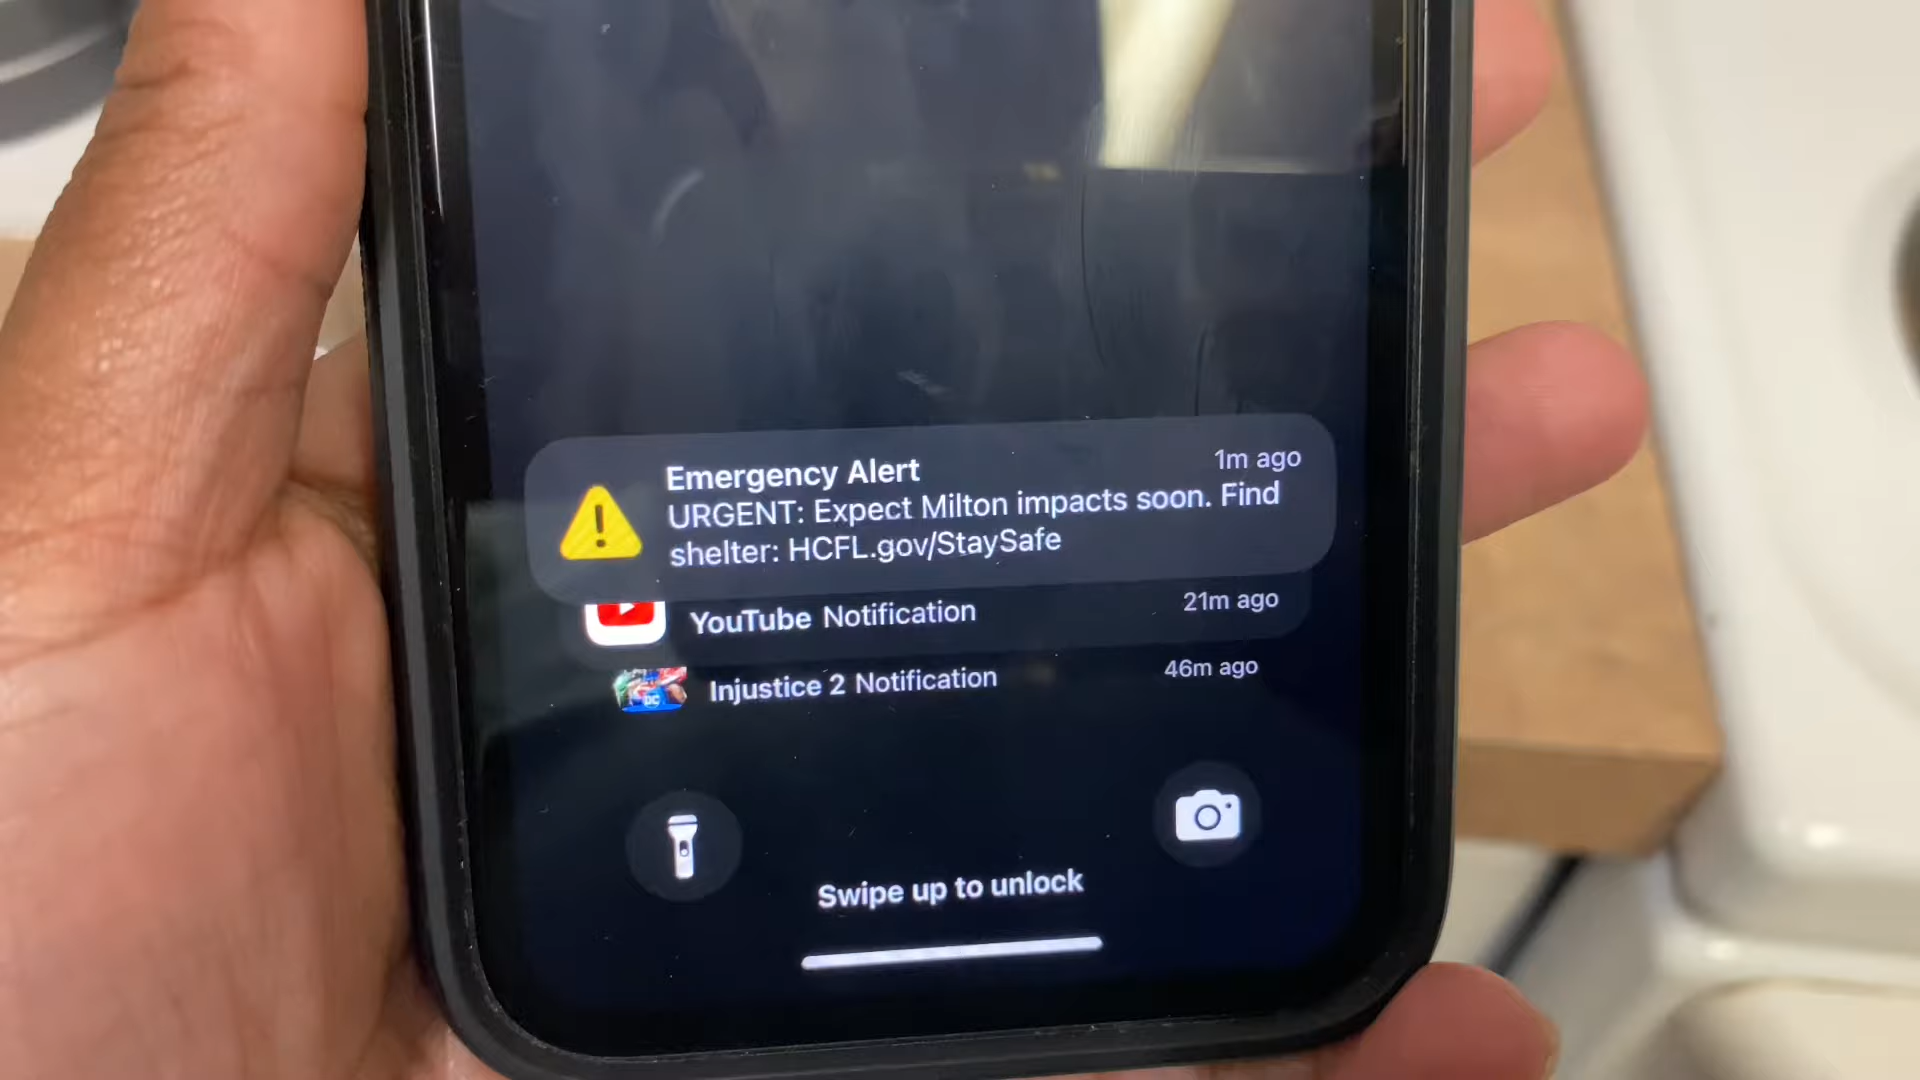 Emergency Alert 1m ago
URGENT: Expect Milton impacts soon. Find
shelter: HCFL.gov/StaySafe
YouTube Notification 21m ago
Injustice 2 Notification 46m ago
DC
Swipe up to unlock